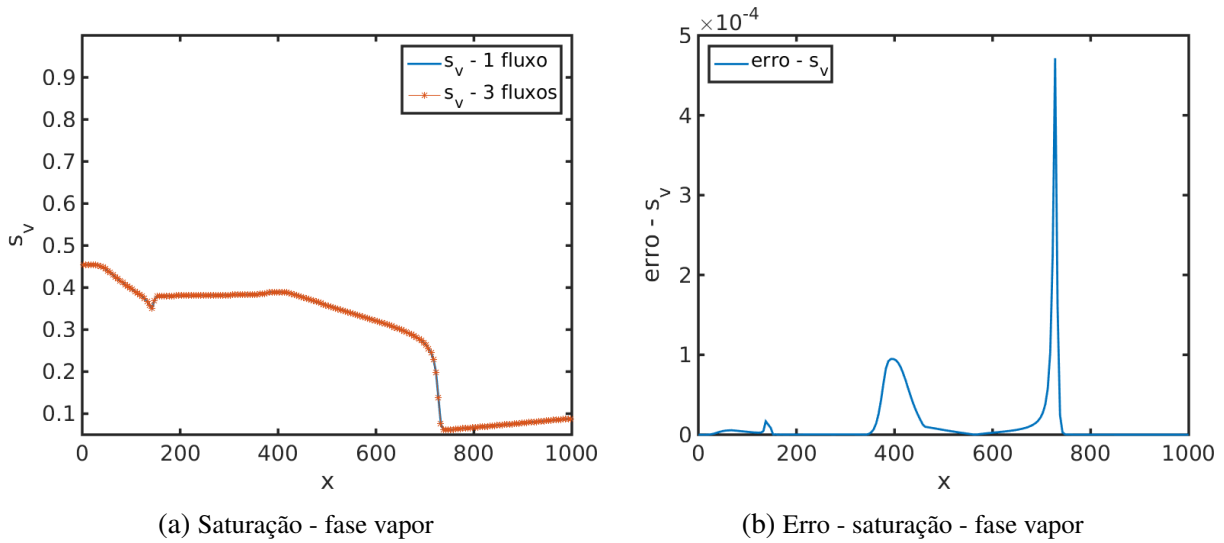 s_v - 1 fluxo
s_v - 3 fluxos
0.9
0.8
0.7
0.6
0.5
0.4
0.3
0.2
0.1
s_v
0 200 400 600 800 1000
x
(a) Saturação - fase vapor
×10^-4
5
4
3
2
1
0
erro - s_v
erro - s_v
0 200 400 600 800 1000
x
(b) Erro - saturação - fase vapor